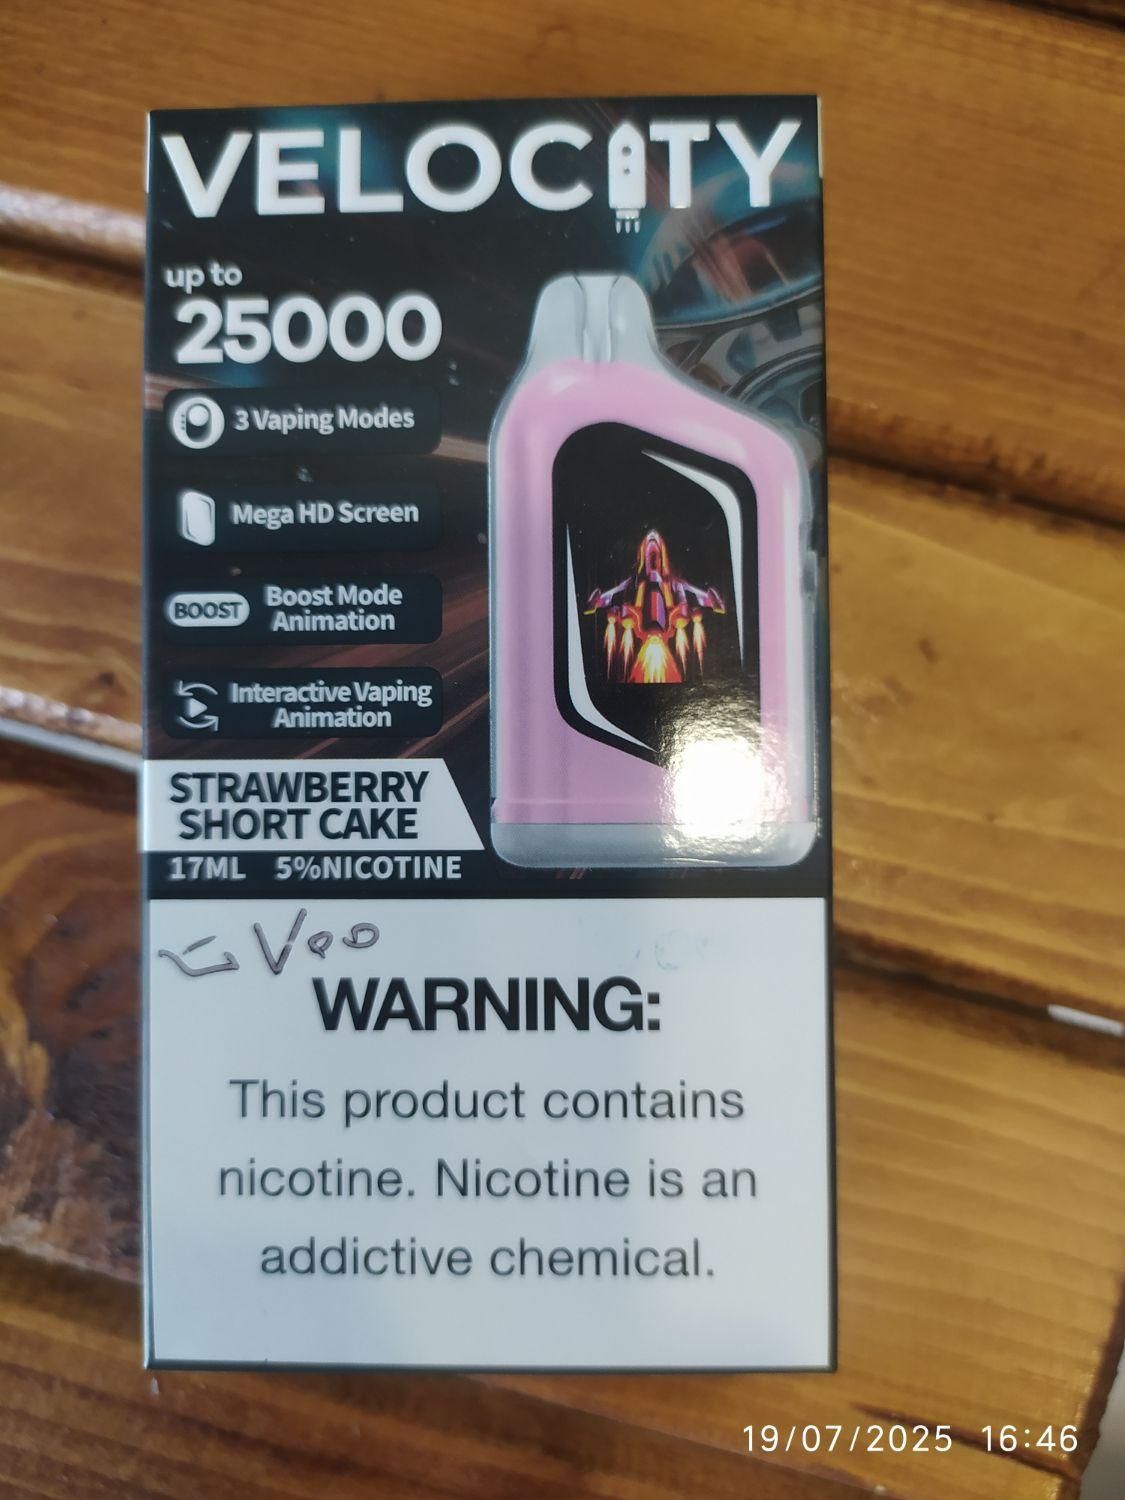 VELOCITY
up to
25000
3 Vaping Modes
Mega HD Screen
BOOST
Boost Mode
Animation
Interactive Vaping
Animation
STRAWBERRY
SHORT CAKE
17ML 5%NICOTINE
WARNING:
This product contains
nicotine. Nicotine is an
addictive chemical.
19/07/2025 16:46